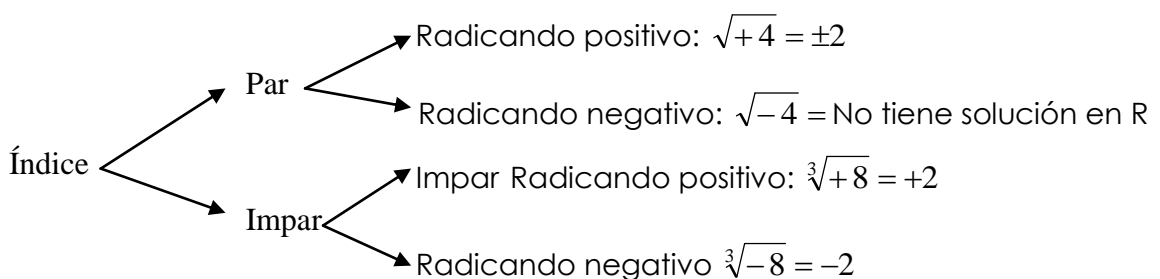 Radicando positivo: √+4 = ±2
Par
Radicando negativo: √−4 = No tiene solución en R
Índice
Impar Radicando positivo: ∛+8 = +2
Impar
Radicando negativo ∛−8 = −2